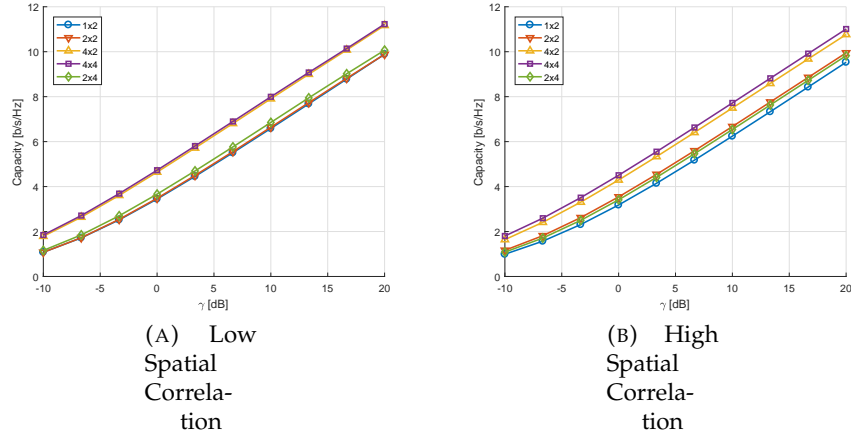 12
10
8
6
4
2
0
Capacity [b/s/Hz]
1x2
2x2
4x2
4x4
2x4
-10 -5 0 5 10 15 20
γ [dB]
(A) Low
Spatial
Correla-
tion
12
10
8
6
4
2
0
Capacity [b/s/Hz]
1x2
2x2
4x2
4x4
2x4
-10 -5 0 5 10 15 20
γ [dB]
(B) High
Spatial
Correla-
tion